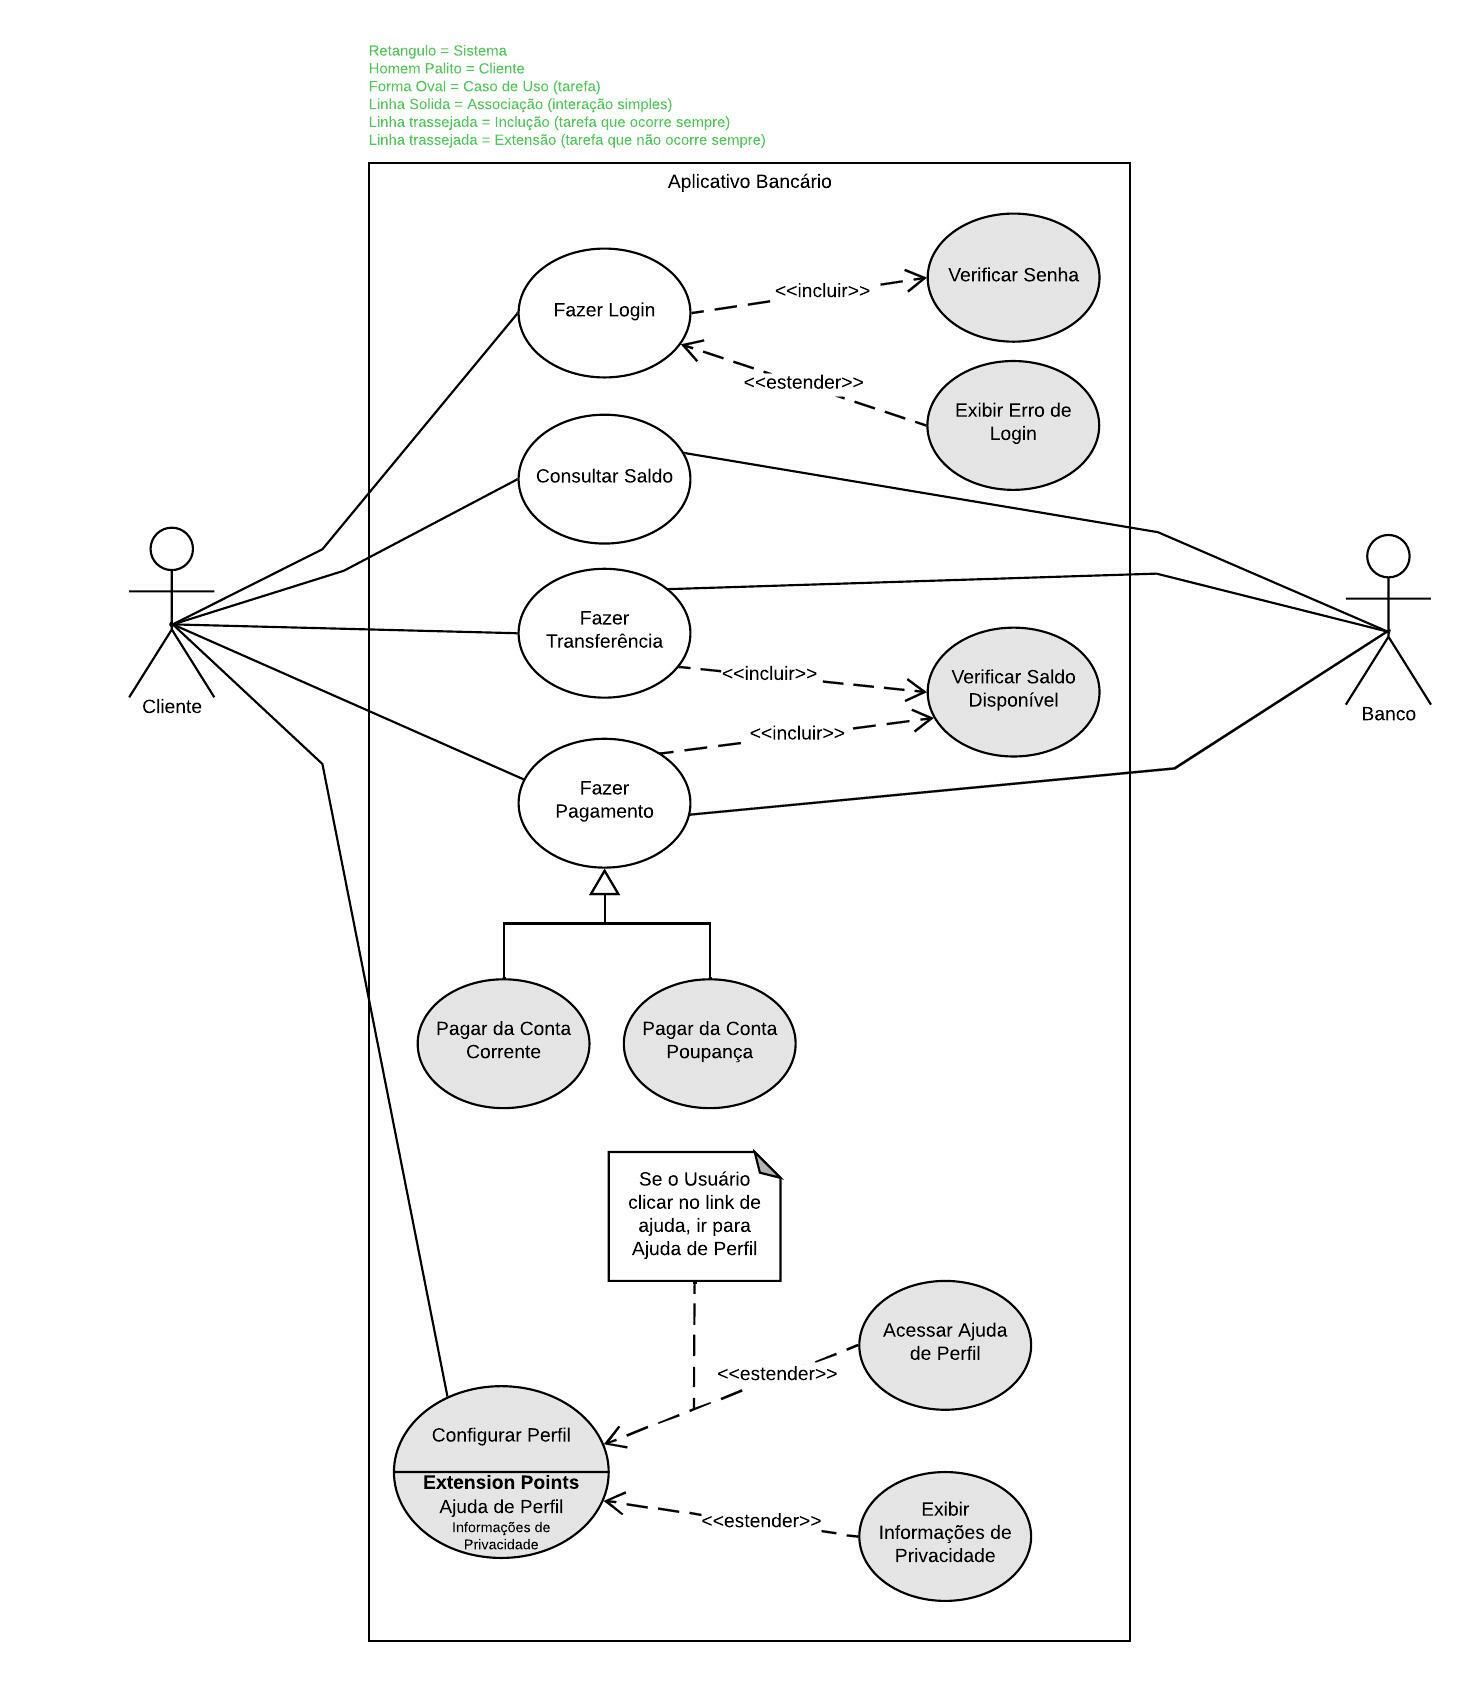 Retangulo = Sistema
Homem Palito = Cliente
Forma Oval = Caso de Uso (tarefa)
Linha Solida = Associação (interação simples)
Linha trassejada = Inclução (tarefa que ocorre sempre)
Linha trassejada = Extensão (tarefa que não ocorre sempre)
Aplicativo Bancário
Fazer Login
<<incluir>>
Verificar Senha
<<estender>>
Exibir Erro de
Login
Consultar Saldo
Fazer
Transferência
<<incluir>>
Verificar Saldo
Disponível
Cliente
Banco
<<incluir>>
Fazer
Pagamento
Pagar da Conta
Corrente
Pagar da Conta
Poupança
Se o Usuário
clicar no link de
ajuda, ir para
Ajuda de Perfil
Acessar Ajuda
de Perfil
<<estender>>
Configurar Perfil
Extension Points
Ajuda de Perfil
Informações de
Privacidade
<<estender>>
Exibir
Informações de
Privacidade